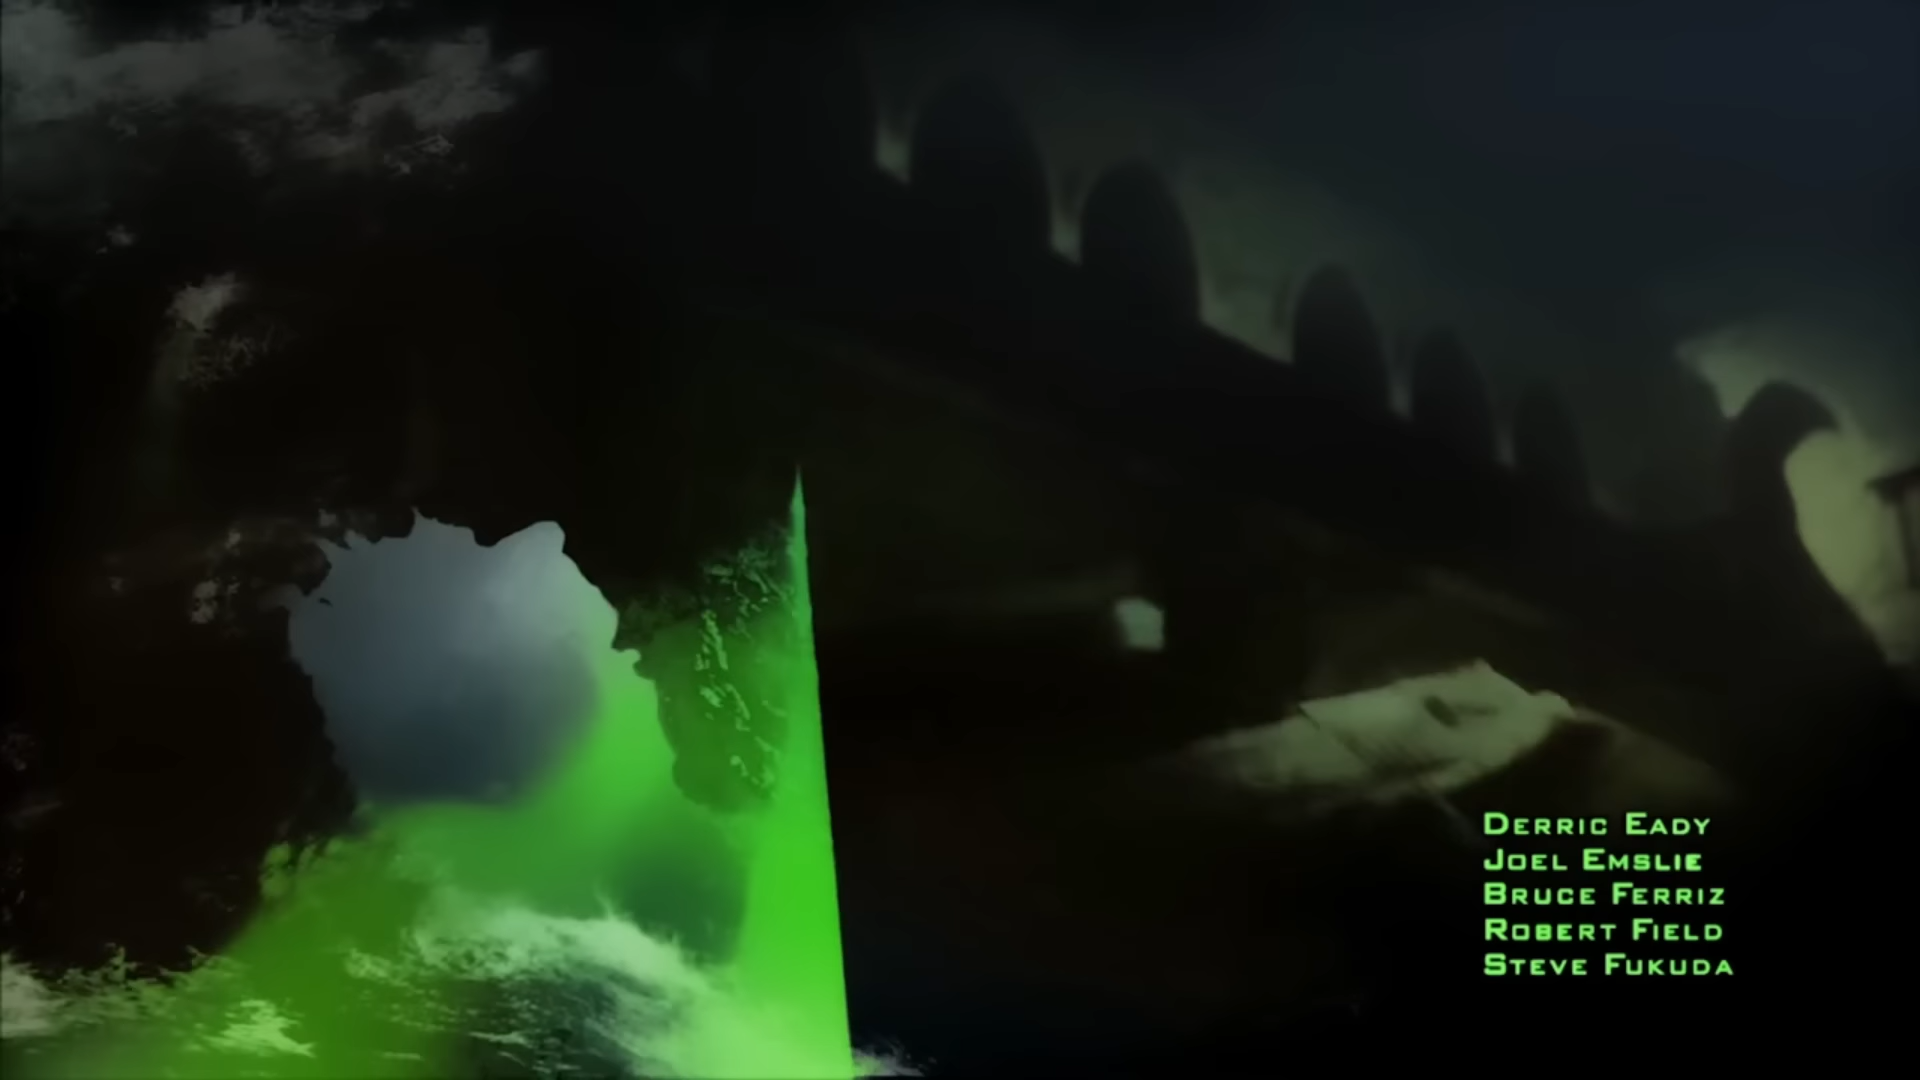 Derric Eady
Joel Emslie
Bruce Ferriz
Robert Field
Steve Fukuda